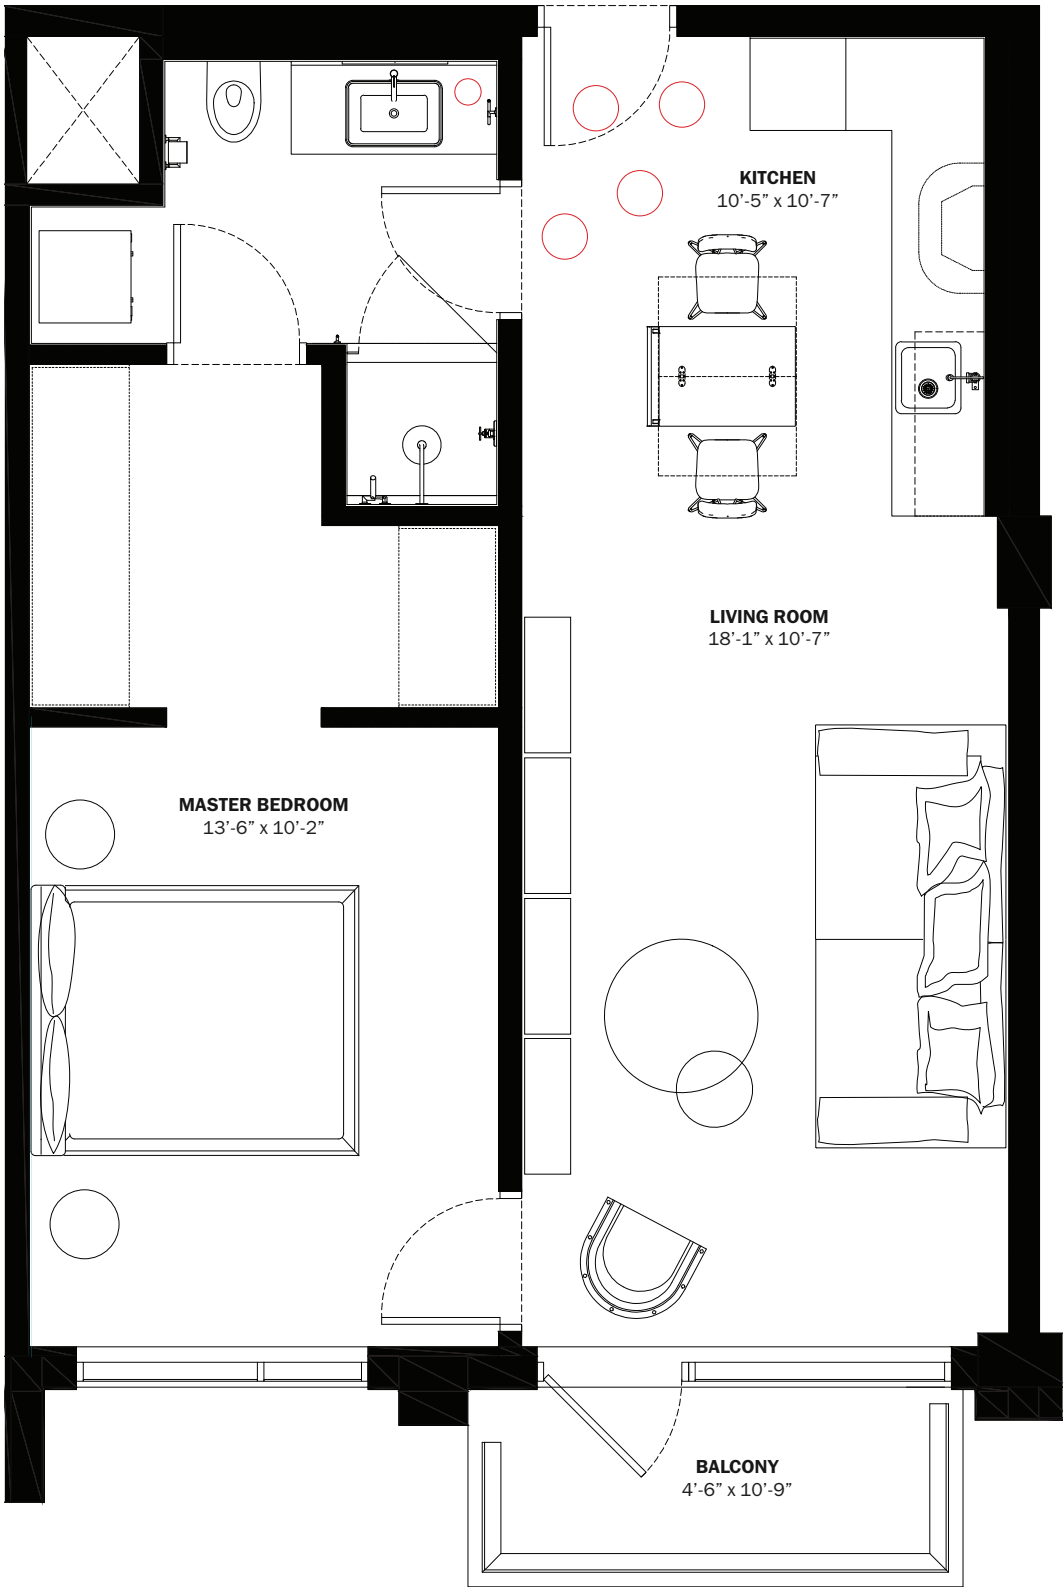 KITCHEN
10’-5” x 10’-7”
LIVING ROOM
18’-1” x 10’-7”
MASTER BEDROOM
13’-6” x 10’-2”
BALCONY
4’-6” x 10’-9”